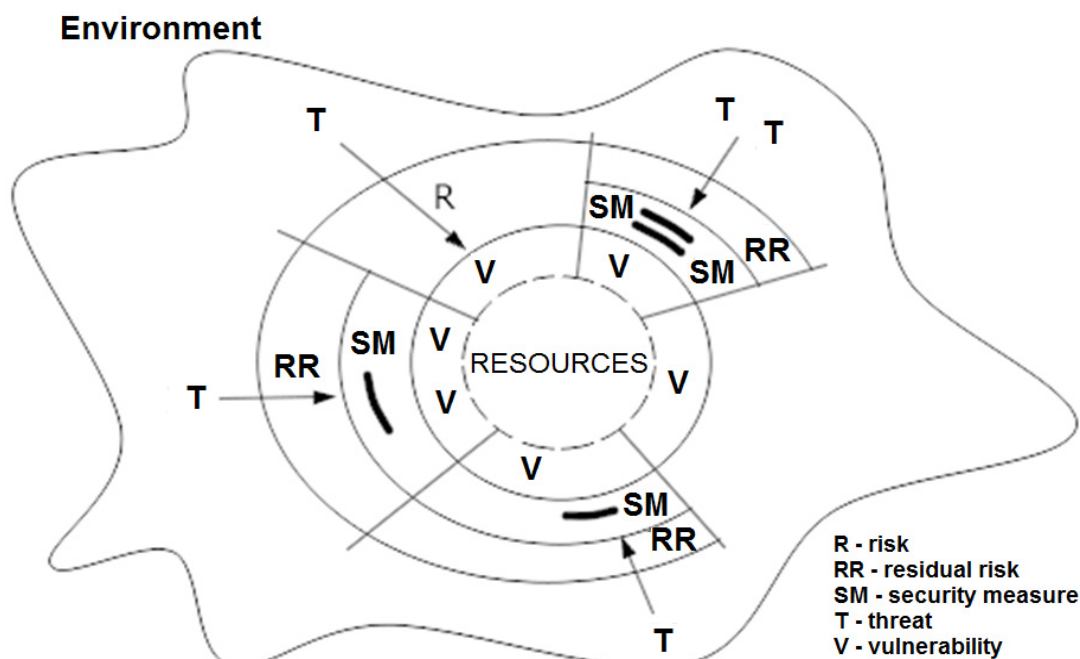 Environment
T
T
T
R
SM
RR
V
V
SM
SM
V
RR
RESOURCES
V
T
V
V
SM
RR
T
R - risk
RR - residual risk
SM - security measure
T - threat
V - vulnerability